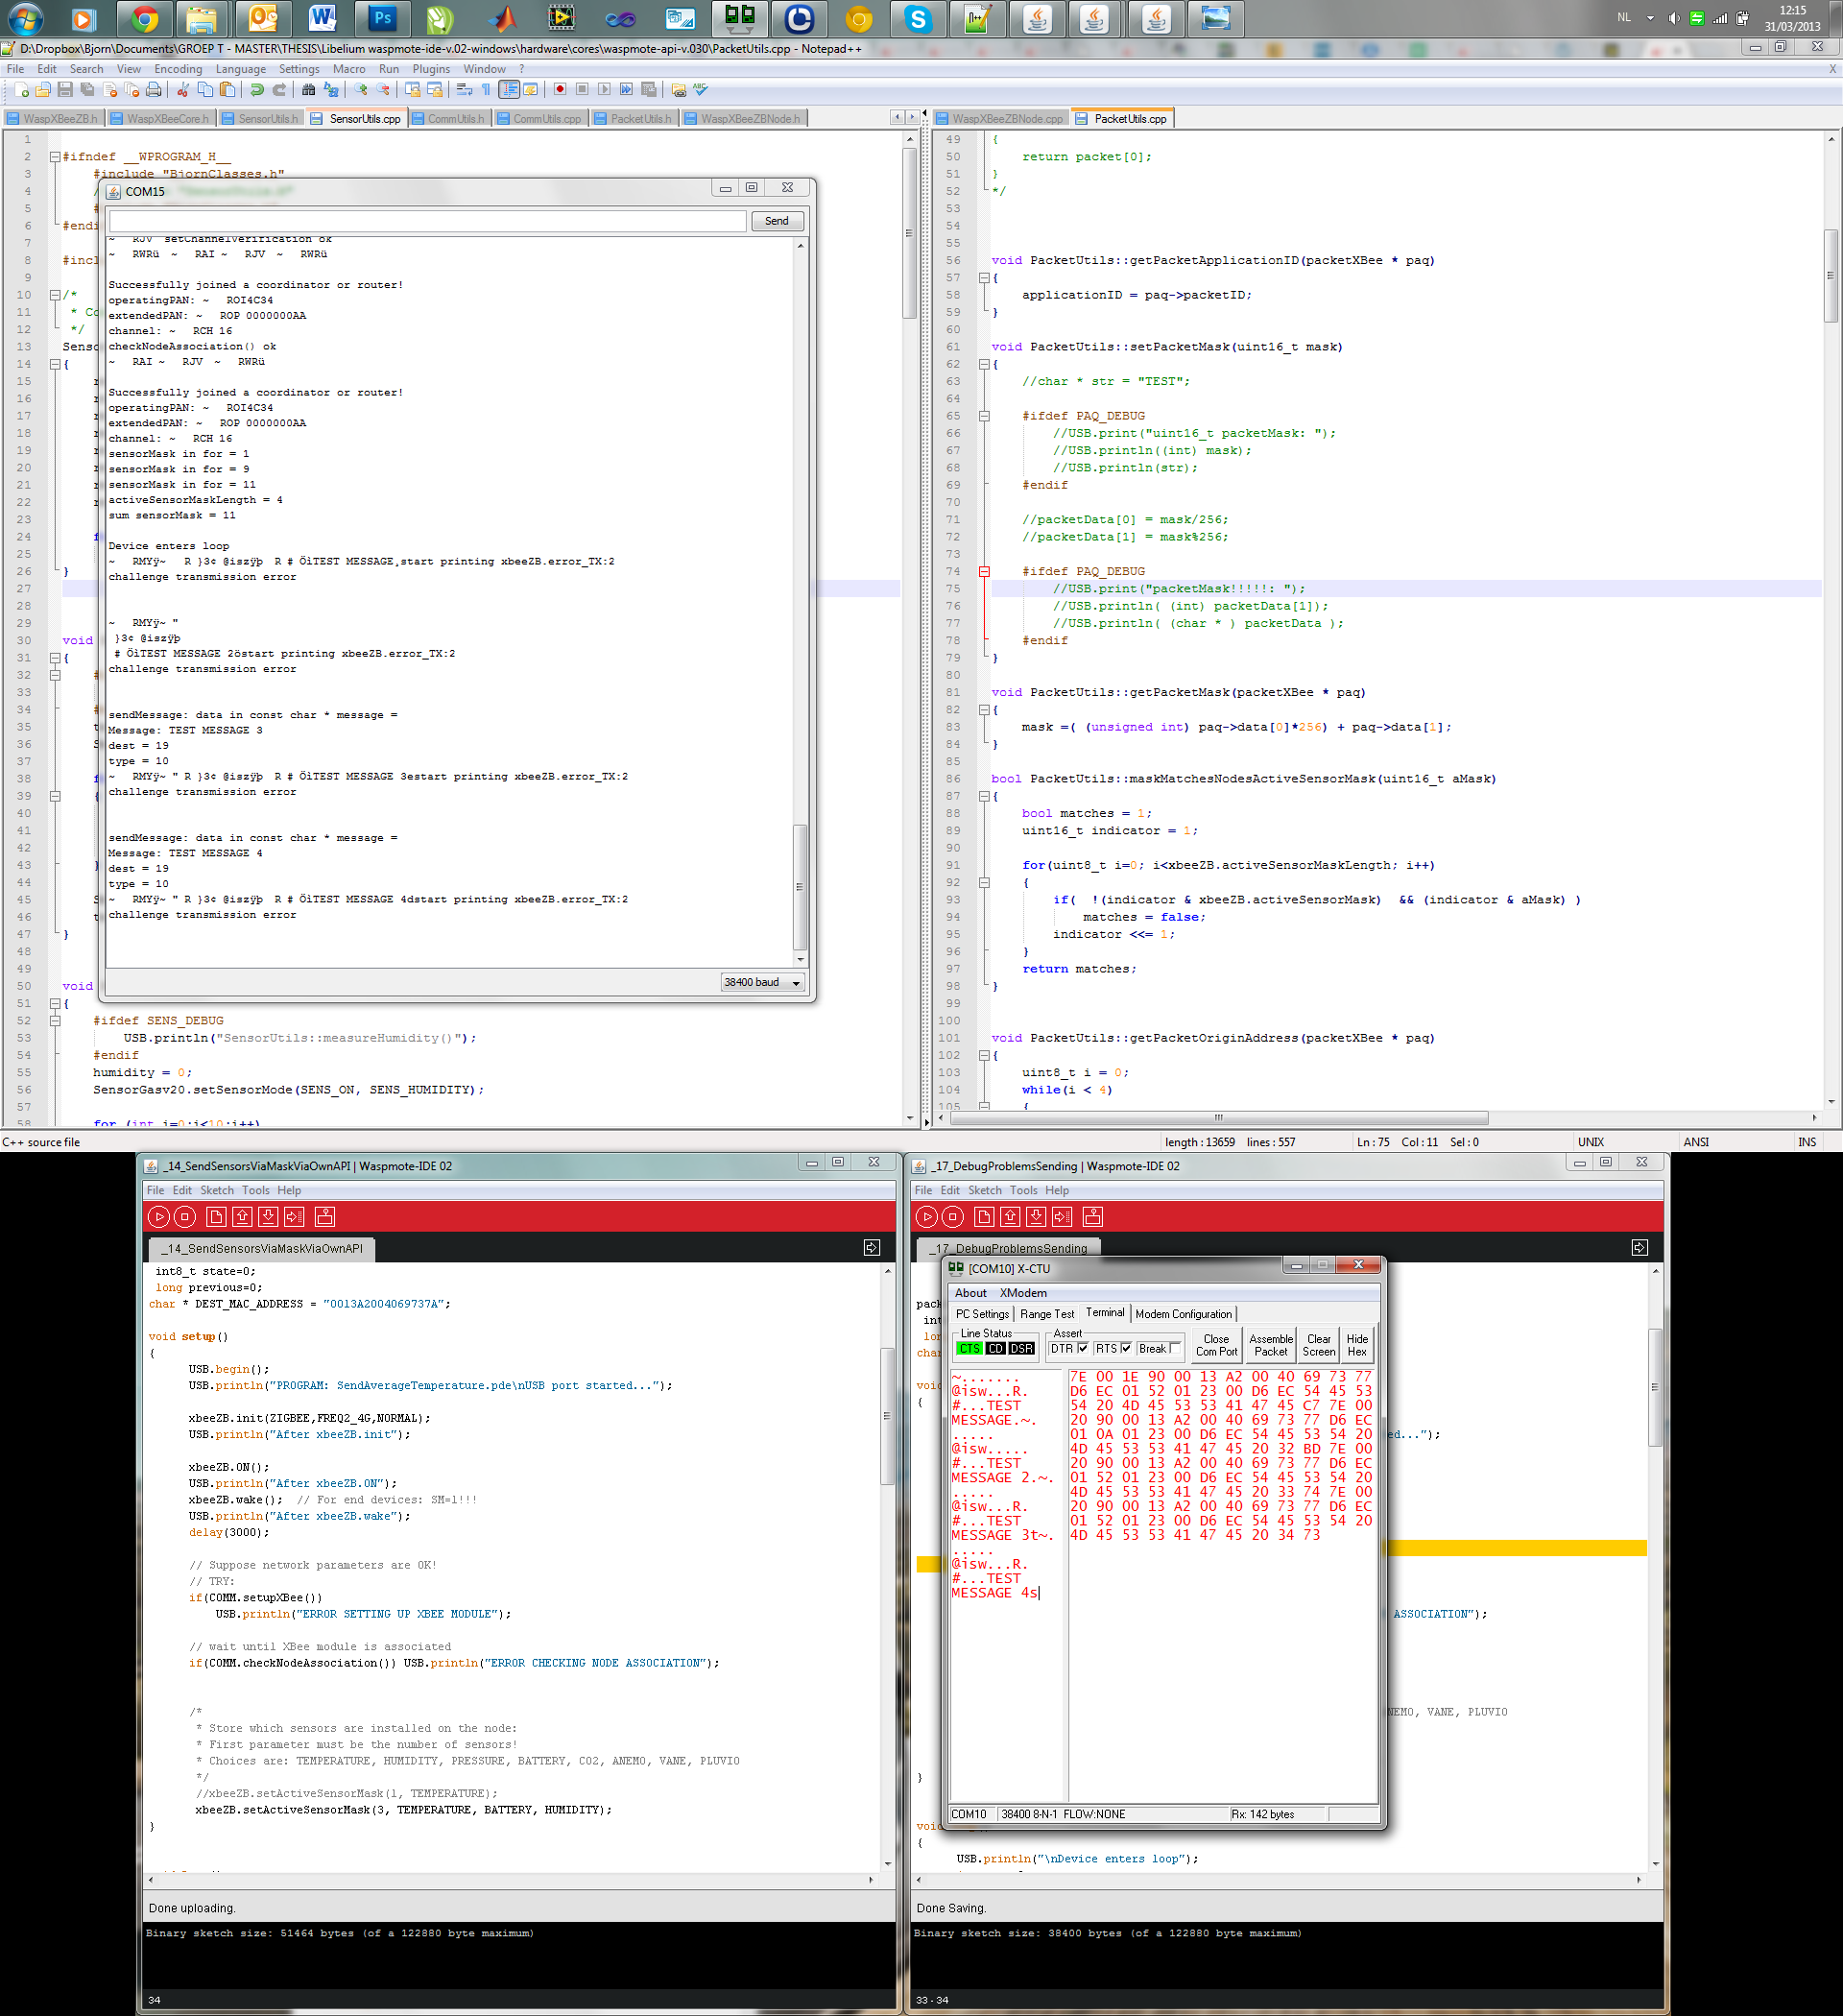 NL
12:15
31/03/2013
D:\Dropbox\Bjorn\Documents\GROEP T - MASTER\THESIS\Libelium waspmote-ide-v.02-windows\hardware\cores\waspmote-api-v.030\PacketUtils.cpp - Notepad++
File Edit Search View Encoding Language Settings Macro Run Plugins Window ?
WaspXBeeZB.h WaspXBeeCore.h SensorUtils.h SensorUtils.cpp CommUtils.h CommUtils.cpp PacketUtils.h WaspXBeeZBNode.h
#ifndef __WPROGRAM_H__
#include "BjornClasses.h"
COM15
Send
~ RJV setChannelVerification ok
~ RWRü ~ RAI ~ RJV ~ RWRü
Successfully joined a coordinator or router!
operatingPAN: ~ ROI4C34
extendedPAN: ~ ROP 0000000AA
channel: ~ RCH 16
checkNodeAssociation() ok
~ RAI ~ RJV ~ RWRü
Successfully joined a coordinator or router!
operatingPAN: ~ ROI4C34
extendedPAN: ~ ROP 0000000AA
channel: ~ RCH 16
sensorMask in for = 1
sensorMask in for = 9
sensorMask in for = 11
activeSensorMaskLength = 4
sum sensorMask = 11
Device enters loop
~ RMYÿ~ R }3¢ @iszÿþ R # ÖìTEST MESSAGE¸start printing xbeeZB.error_TX:2
challenge transmission error
~ RMYÿ~ "
}3¢ @iszÿþ
# ÖìTEST MESSAGE 2östart printing xbeeZB.error_TX:2
challenge transmission error
sendMessage: data in const char * message =
Message: TEST MESSAGE 3
dest = 19
type = 10
~ RMYÿ~ " R }3¢ @iszÿþ R # ÖìTEST MESSAGE 3estart printing xbeeZB.error_TX:2
challenge transmission error
sendMessage: data in const char * message =
Message: TEST MESSAGE 4
dest = 19
type = 10
~ RMYÿ~ " R }3¢ @iszÿþ R # ÖìTEST MESSAGE 4dstart printing xbeeZB.error_TX:2
challenge transmission error
38400 baud
50 void
51 {
52 #ifdef SENS_DEBUG
53 USB.println("SensorUtils::measureHumidity()");
54 #endif
55 humidity = 0;
56 SensorGasv20.setSensorMode(SENS_ON, SENS_HUMIDITY);
57
58 for (int i=0;i<10;i++)
WaspXBeeZBNode.cpp PacketUtils.cpp
49 {
50 return packet[0];
51 }
52 */
53
54
55
56 void PacketUtils::getPacketApplicationID(packetXBee * paq)
57 {
58 applicationID = paq->packetID;
59 }
60
61 void PacketUtils::setPacketMask(uint16_t mask)
62 {
63 //char * str = "TEST";
64
65 #ifdef PAQ_DEBUG
66 //USB.print("uint16_t packetMask: ");
67 //USB.println((int) mask);
68 //USB.println(str);
69 #endif
70
71 //packetData[0] = mask/256;
72 //packetData[1] = mask%256;
73
74 #ifdef PAQ_DEBUG
75 //USB.print("packetMask!!!!!: ");
76 //USB.println( (int) packetData[1]);
77 //USB.println( (char * ) packetData );
78 #endif
79 }
80
81 void PacketUtils::getPacketMask(packetXBee * paq)
82 {
83 mask =( (unsigned int) paq->data[0]*256) + paq->data[1];
84 }
85
86 bool PacketUtils::maskMatchesNodesActiveSensorMask(uint16_t aMask)
87 {
88 bool matches = 1;
89 uint16_t indicator = 1;
90
91 for(uint8_t i=0; i<xbeeZB.activeSensorMaskLength; i++)
92 {
93 if( !(indicator & xbeeZB.activeSensorMask) && (indicator & aMask) )
94 matches = false;
95 indicator <<= 1;
96 }
97 return matches;
98 }
99
100
101 void PacketUtils::getPacketOriginAddress(packetXBee * paq)
102 {
103 uint8_t i = 0;
104 while(i < 4)
105 {
C++ source file
length : 13659 lines : 557
Ln : 75 Col : 11 Sel : 0
UNIX
ANSI
INS
_14_SendSensorsViaMaskViaOwnAPI | Waspmote-IDE 02
File Edit Sketch Tools Help
_14_SendSensorsViaMaskViaOwnAPI
int8_t state=0;
long previous=0;
char * DEST_MAC_ADDRESS = "0013A2004069737A";
void setup()
{
USB.begin();
USB.println("PROGRAM: SendAverageTemperature.pde\nUSB port started...");
xbeeZB.init(ZIGBEE,FREQ2_4G,NORMAL);
USB.println("After xbeeZB.init");
xbeeZB.ON();
USB.println("After xbeeZB.ON");
xbeeZB.wake(); // For end devices: SM=1!!!
USB.println("After xbeeZB.wake");
delay(3000);
// Suppose network parameters are OK!
// TRY:
if(COMM.setupXBee())
USB.println("ERROR SETTING UP XBEE MODULE");
// wait until XBee module is associated
if(COMM.checkNodeAssociation()) USB.println("ERROR CHECKING NODE ASSOCIATION");
/*
* Store which sensors are installed on the node:
* First parameter must be the number of sensors!
* Choices are: TEMPERATURE, HUMIDITY, PRESSURE, BATTERY, CO2, ANEMO, VANE, PLUVIO
*/
//xbeeZB.setActiveSensorMask(1, TEMPERATURE);
xbeeZB.setActiveSensorMask(3, TEMPERATURE, BATTERY, HUMIDITY);
}
Done uploading.
Binary sketch size: 51464 bytes (of a 122880 byte maximum)
34
_17_DebugProblemsSending | Waspmote-IDE 02
File Edit Sketch Tools Help
_17_DebugProblemsSending
[COM10] X-CTU
About XModem
PC Settings Range Test Terminal Modem Configuration
Line Status
CTS CD DSR
Assert
DTR RTS Break
Close Com Port
Assemble Packet
Clear Screen
Hide Hex
~.......
@isw...R.
#...TEST
MESSAGE.~.
.....
@isw.....
#...TEST
MESSAGE 2.~.
.....
@isw...R.
#...TEST
MESSAGE 3t~.
.....
@isw...R.
#...TEST
MESSAGE 4s
7E 00 1E 90 00 13 A2 00 40 69 73 77
D6 EC 01 52 01 23 00 D6 EC 54 45 53
54 20 4D 45 53 53 41 47 45 C7 7E 00
20 90 00 13 A2 00 40 69 73 77 D6 EC
01 0A 01 23 00 D6 EC 54 45 53 54 20
4D 45 53 53 41 47 45 20 32 BD 7E 00
20 90 00 13 A2 00 40 69 73 77 D6 EC
01 52 01 23 00 D6 EC 54 45 53 54 20
4D 45 53 53 41 47 45 20 33 74 7E 00
20 90 00 13 A2 00 40 69 73 77 D6 EC
01 52 01 23 00 D6 EC 54 45 53 54 20
4D 45 53 53 41 47 45 20 34 73
COM10 38400 8-N-1 FLOW:NONE
Rx: 142 bytes
ed...");
ASSOCIATION");
NEMO, VANE, PLUVIO
}
{
USB.println("\nDevice enters loop");
Done Saving.
Binary sketch size: 38400 bytes (of a 122880 byte maximum)
33 - 34